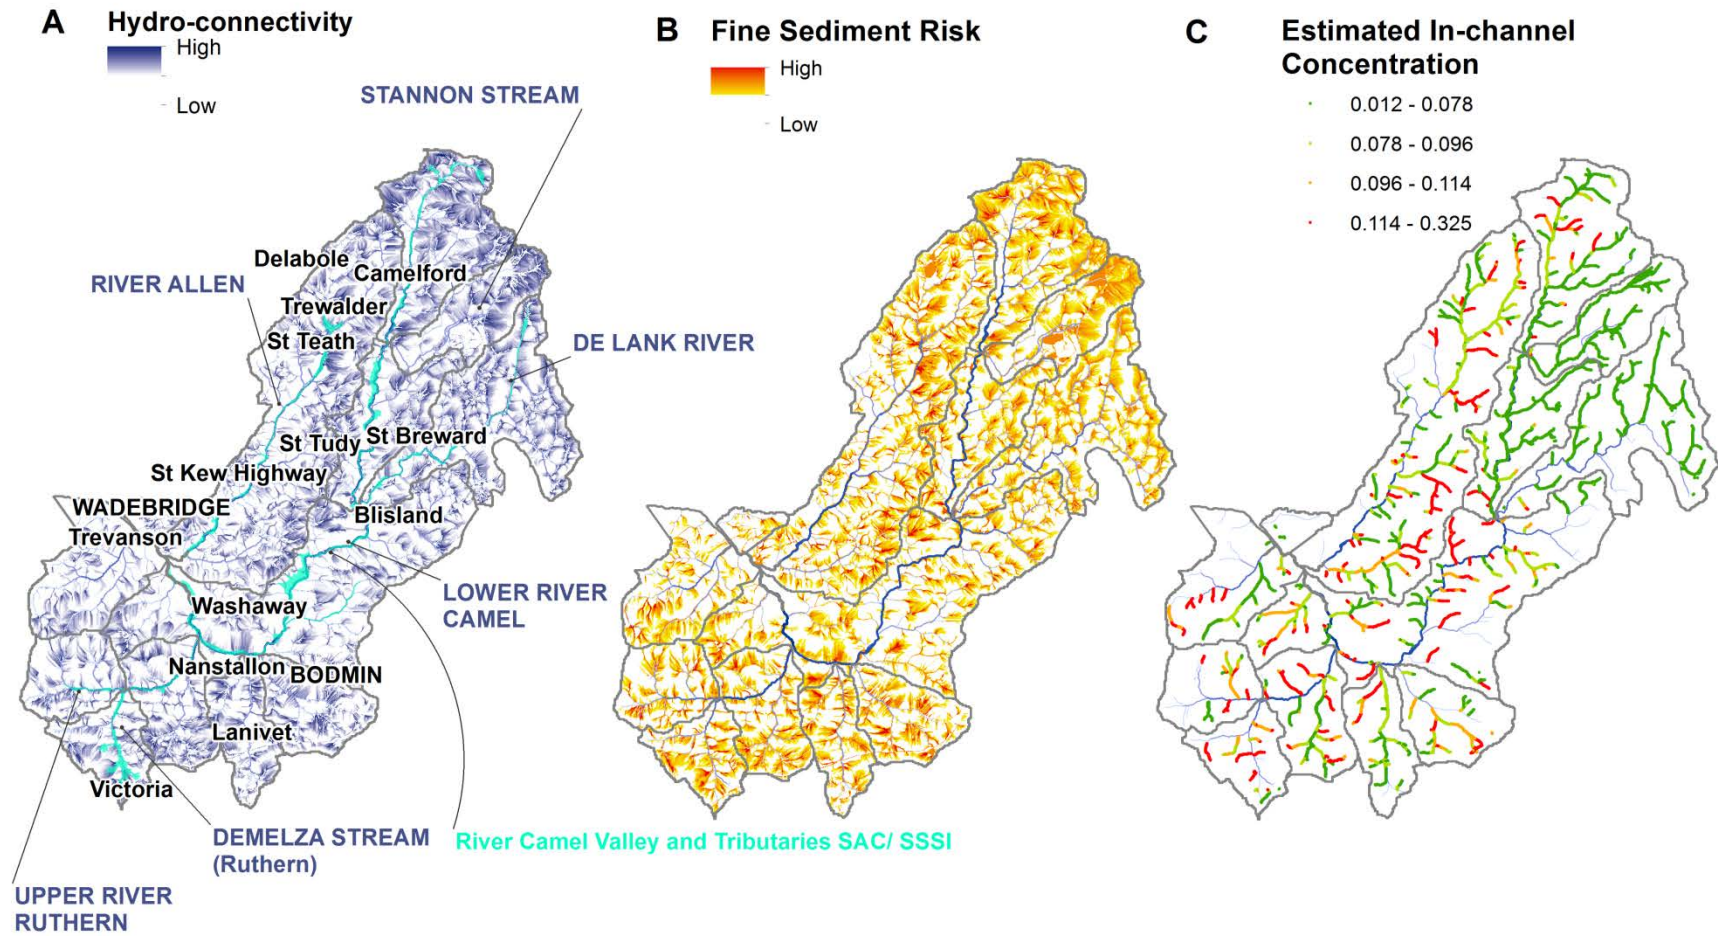 A
Hydro-connectivity
High
Low
STANNON STREAM
Delabole
Camelford
RIVER ALLEN
Trewalder
St Teath
DE LANK RIVER
St Tudy
St Breward
St Kew Highway
WADEBRIDGE
Blisland
Trevanson
LOWER RIVER
CAMEL
Washaway
Nanstallon
BODMIN
Lanivet
Victoria
DEMELZA STREAM
(Ruthern)
River Camel Valley and Tributaries SAC/ SSSI
UPPER RIVER
RUTHERN
B
Fine Sediment Risk
High
Low
C
Estimated In-channel
Concentration
0.012 - 0.078
0.078 - 0.096
0.096 - 0.114
0.114 - 0.325